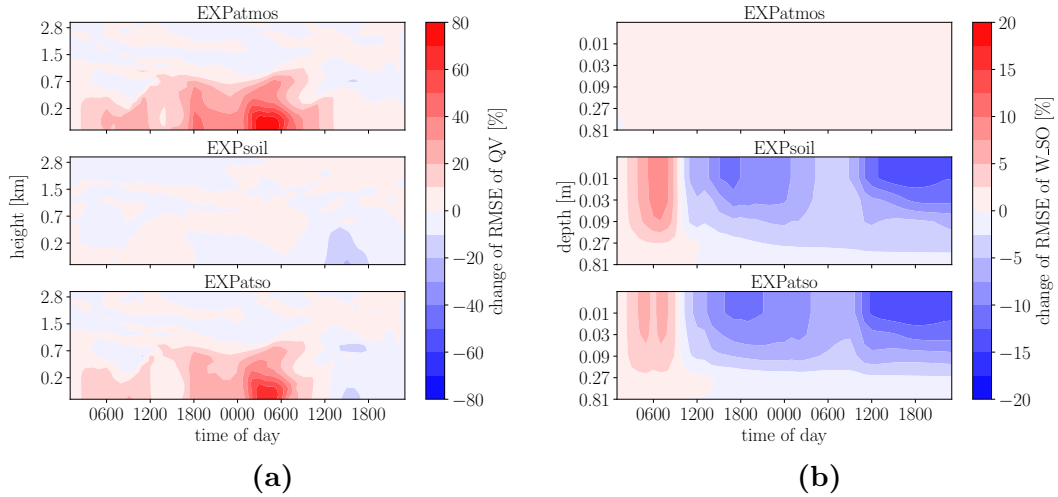 EXPatmos
2.8
1.5
0.7
0.2
EXPsoil
2.8
1.5
0.7
0.2
EXPatso
2.8
1.5
0.7
0.2
0600 1200 1800 0000 0600 1200 1800
time of day
height [km]
80
60
40
20
0
−20
−40
−60
−80
change of RMSE of QV [%]
(a)
EXPatmos
0.01
0.03
0.09
0.27
0.81
EXPsoil
0.01
0.03
0.09
0.27
0.81
EXPatso
0.01
0.03
0.09
0.27
0.81
0600 1200 1800 0000 0600 1200 1800
time of day
depth [m]
20
15
10
5
0
−5
−10
−15
−20
change of RMSE of W_SO [%]
(b)